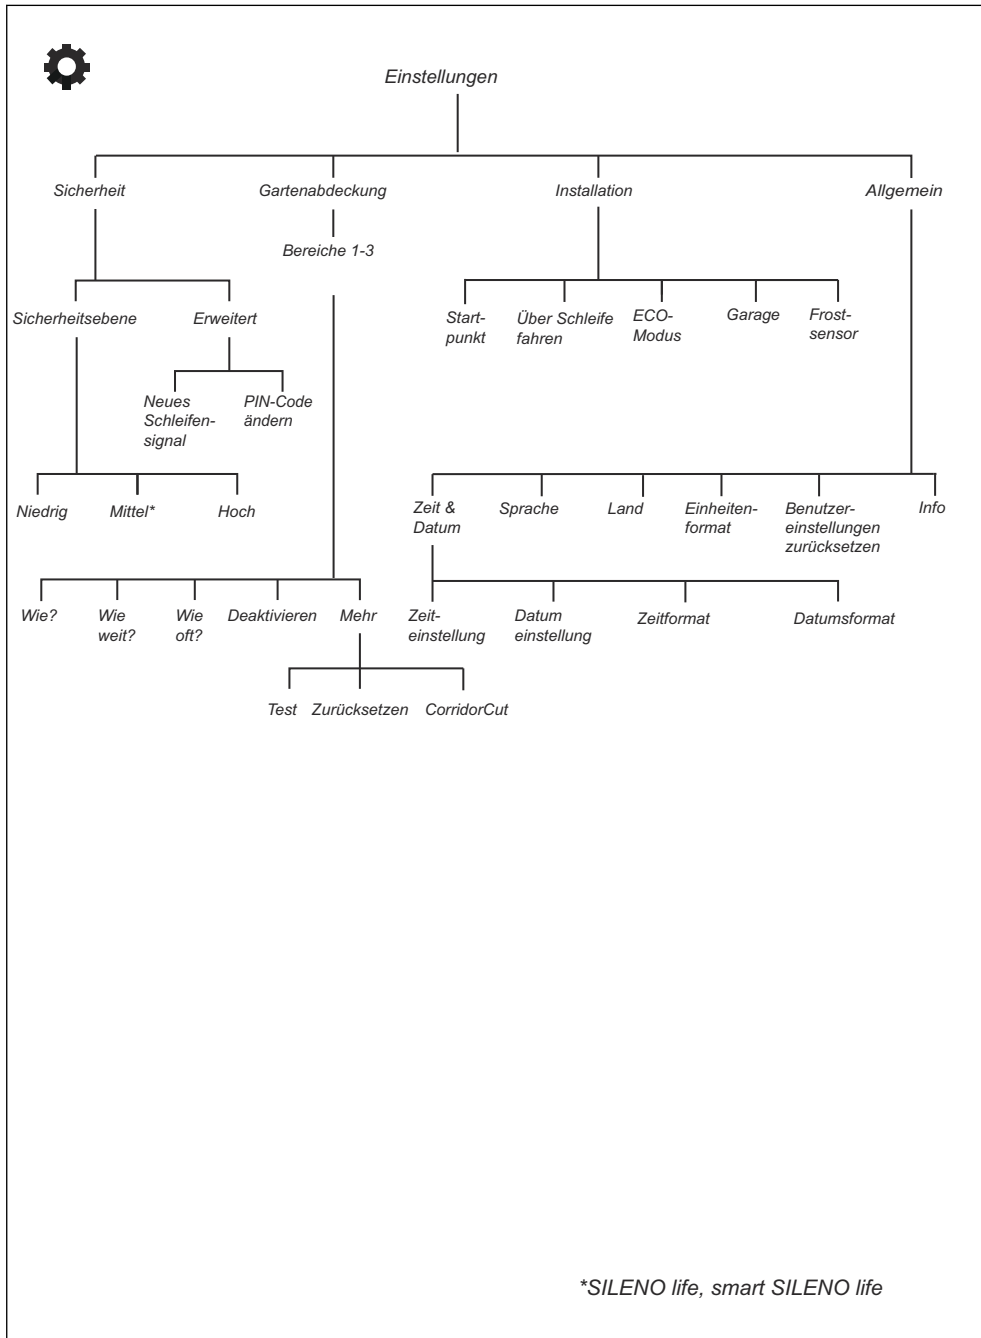 Einstellungen
Sicherheit
Gartenabdeckung
Installation
Allgemein
Bereiche 1-3
Sicherheitsebene
Erweitert
Start-
punkt
Über Schleife
fahren
ECO-
Modus
Garage
Frost-
sensor
Neues
Schleifen-
signal
PIN-Code
ändern
Niedrig
Mittel*
Hoch
Zeit &
Datum
Sprache
Land
Einheiten-
format
Benutzer-
einstellungen
zurücksetzen
Info
Wie?
Wie
weit?
Wie
oft?
Deaktivieren
Mehr
Zeit-
einstellung
Datum
einstellung
Zeitformat
Datumsformat
Test
Zurücksetzen
CorridorCut
*SILENO life, smart SILENO life